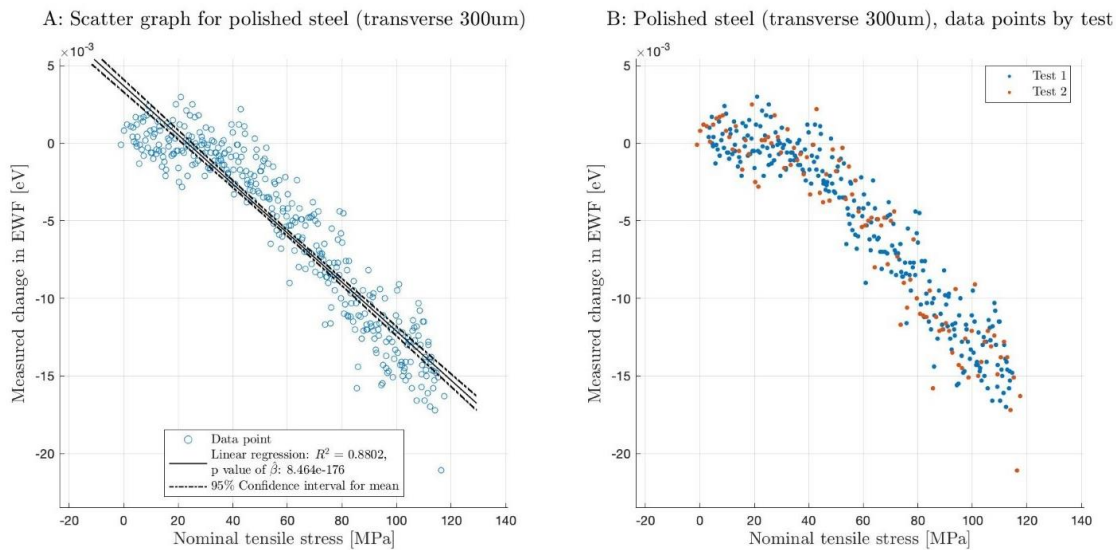 A: Scatter graph for polished steel (transverse 300um)
×10⁻³
5
0
-5
-10
-15
-20
Measured change in EWF [eV]
Data point
Linear regression: R² = 0.8802,
p value of β̂: 8.464e-176
95% Confidence interval for mean
-20 0 20 40 60 80 100 120 140
Nominal tensile stress [MPa]
B: Polished steel (transverse 300um), data points by test
×10⁻³
5
0
-5
-10
-15
-20
Measured change in EWF [eV]
Test 1
Test 2
-20 0 20 40 60 80 100 120 140
Nominal tensile stress [MPa]